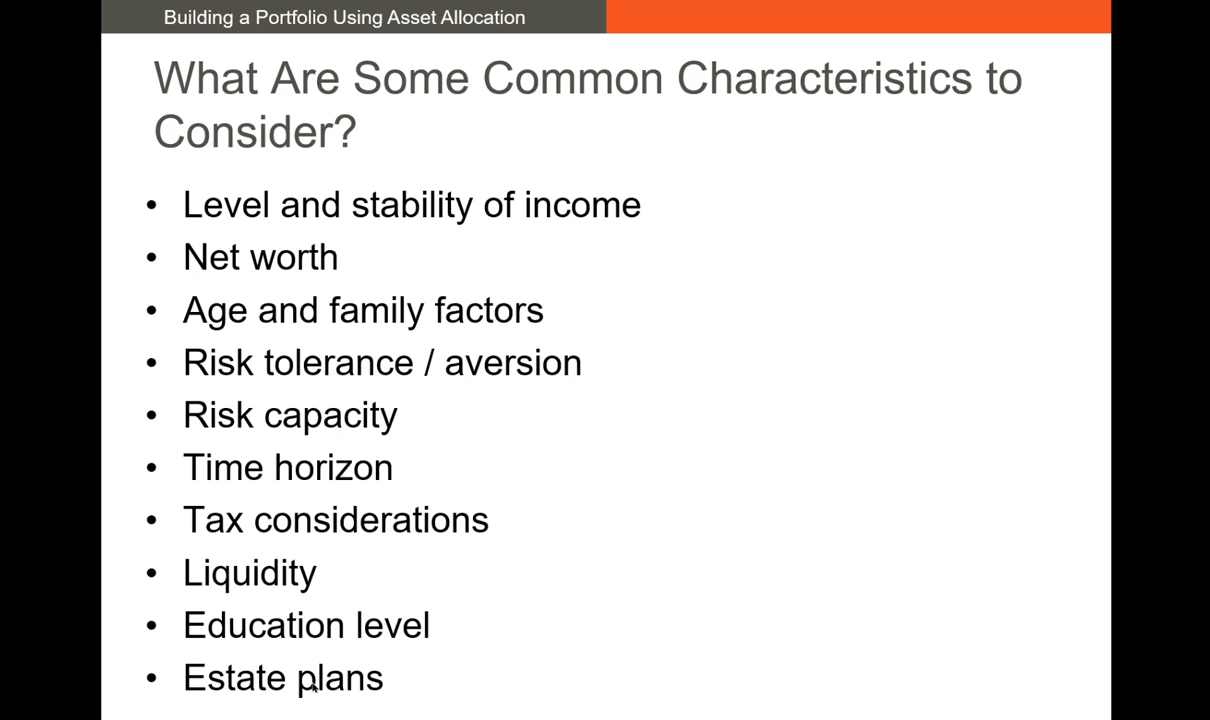 Building a Portfolio Using Asset Allocation
What Are Some Common Characteristics to
Consider?
• Level and stability of income
• Net worth
• Age and family factors
• Risk tolerance / aversion
• Risk capacity
• Time horizon
• Tax considerations
• Liquidity
• Education level
• Estate plans